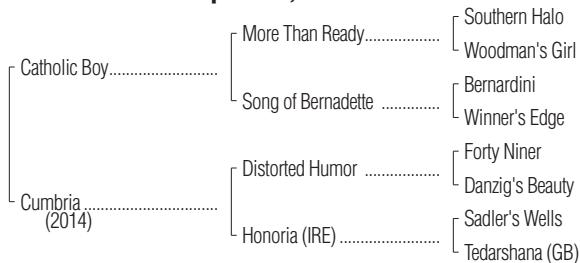 Southern Halo
More Than Ready
Woodman's Girl
Catholic Boy
Bernardini
Song of Bernadette
Winner's Edge
Forty Niner
Distorted Humor
Danzig's Beauty
Cumbria
(2014)
Sadler's Wells
Honoria (IRE)
Tedarshana (GB)